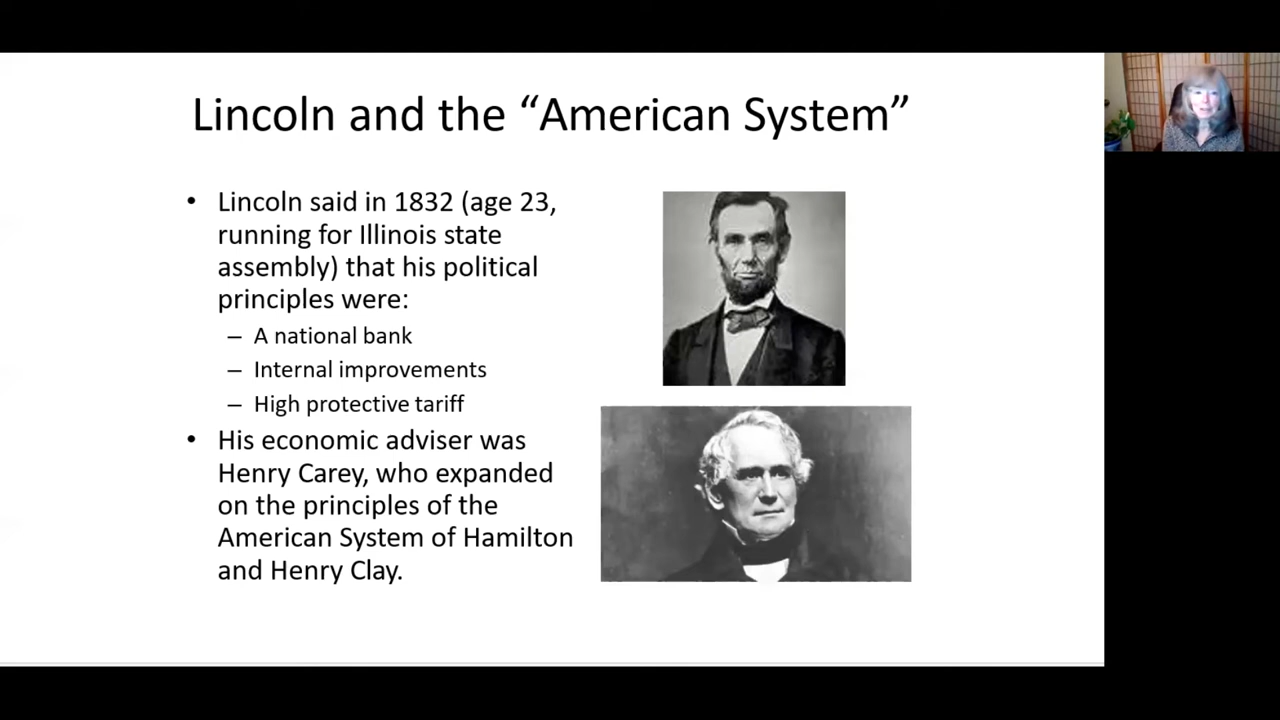 Lincoln and the “American System”
• Lincoln said in 1832 (age 23,
running for Illinois state
assembly) that his political
principles were:
– A national bank
– Internal improvements
– High protective tariff
• His economic adviser was
Henry Carey, who expanded
on the principles of the
American System of Hamilton
and Henry Clay.